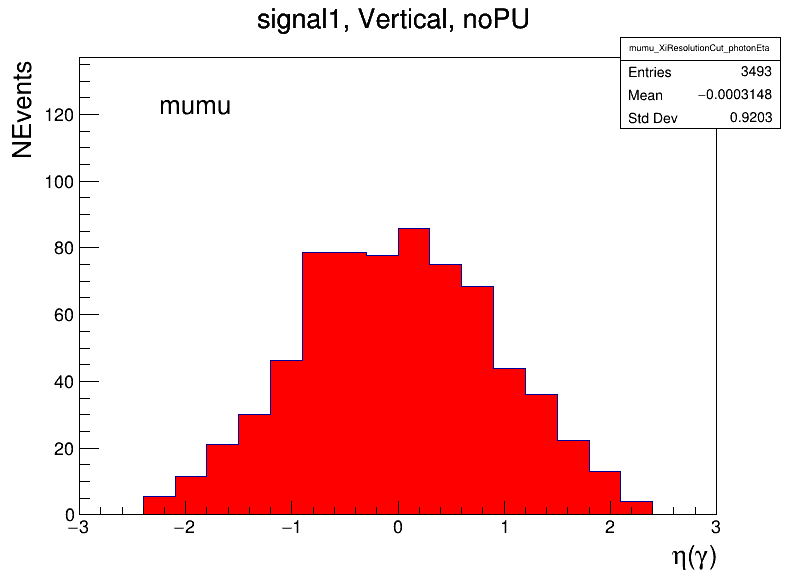 signal1, Vertical, noPU
mumu_XiResolutionCut_photonEta
Entries 3493
Mean −0.0003148
Std Dev 0.9203
NEvents
mumu
120
100
80
60
40
20
0
−3 −2 −1 0 1 2 3
η(γ)